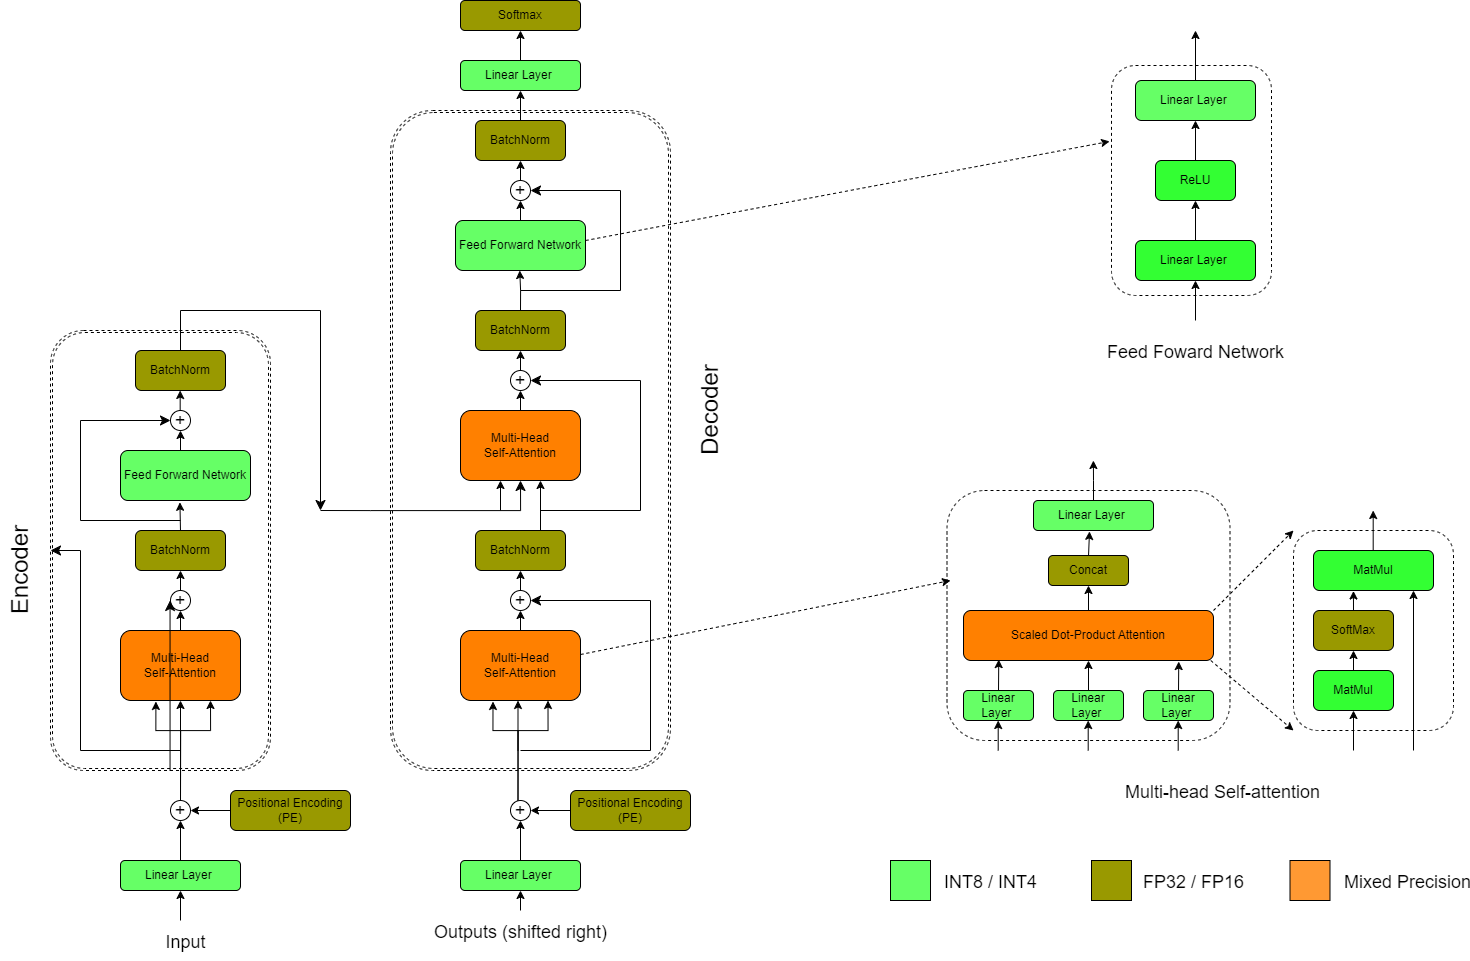 Softmax
Linear Layer
BatchNorm
Feed Forward Network
BatchNorm
Multi-Head
Self-Attention
BatchNorm
Multi-Head
Self-Attention
Positional Encoding
(PE)
Linear Layer
Outputs (shifted right)
Decoder
BatchNorm
Feed Forward Network
BatchNorm
Multi-Head
Self-Attention
Positional Encoding
(PE)
Linear Layer
Input
Encoder
Linear Layer
ReLU
Linear Layer
Feed Foward Network
Linear Layer
Concat
Scaled Dot-Product Attention
Linear
Layer
Linear
Layer
Linear
Layer
MatMul
SoftMax
MatMul
Multi-head Self-attention
INT8 / INT4
FP32 / FP16
Mixed Precision